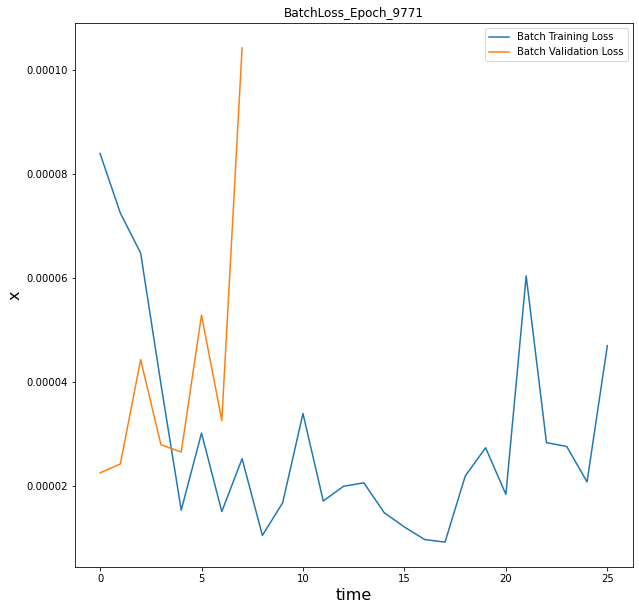 BatchLoss_Epoch_9771
Batch Training Loss
Batch Validation Loss
0.00010
0.00008
0.00006
0.00004
0.00002
x
0 5 10 15 20 25
time